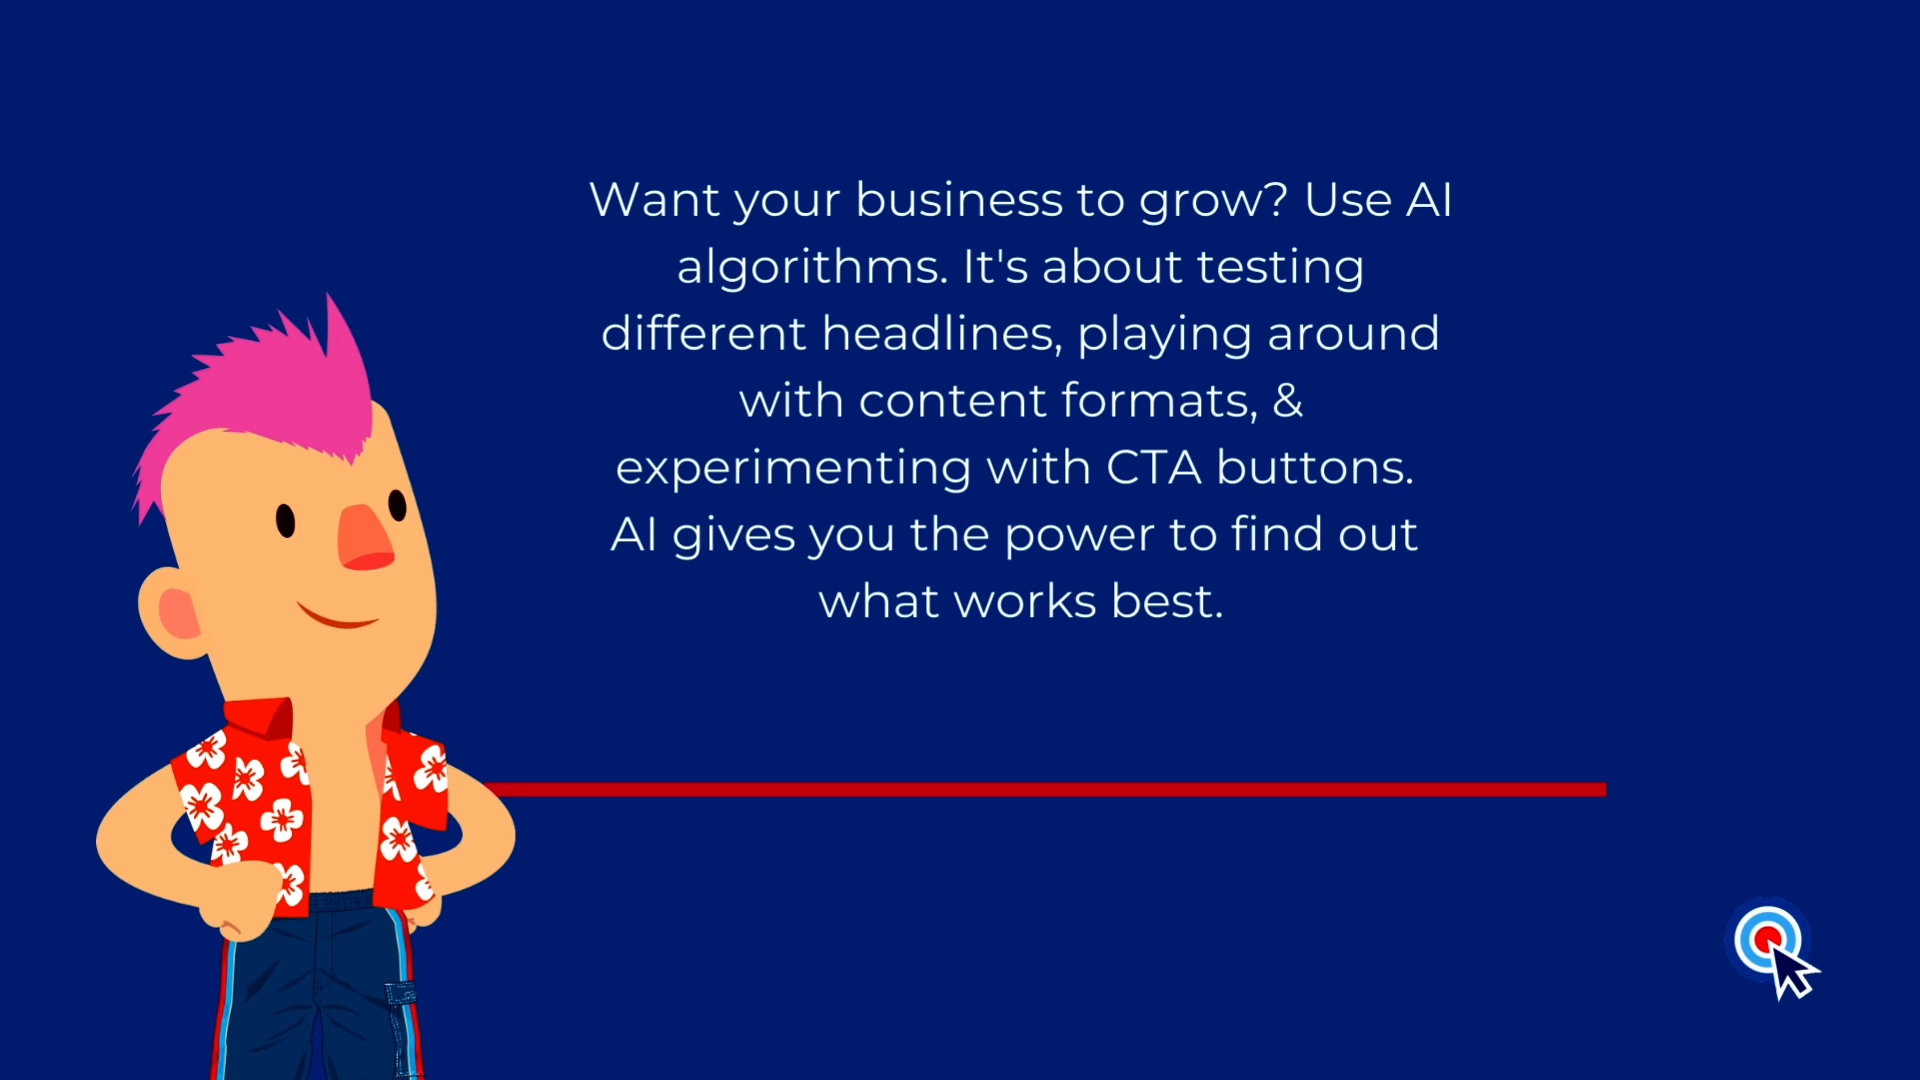 Want your business to grow? Use AI
algorithms. It's about testing
different headlines, playing around
with content formats, &
experimenting with CTA buttons.
AI gives you the power to find out
what works best.